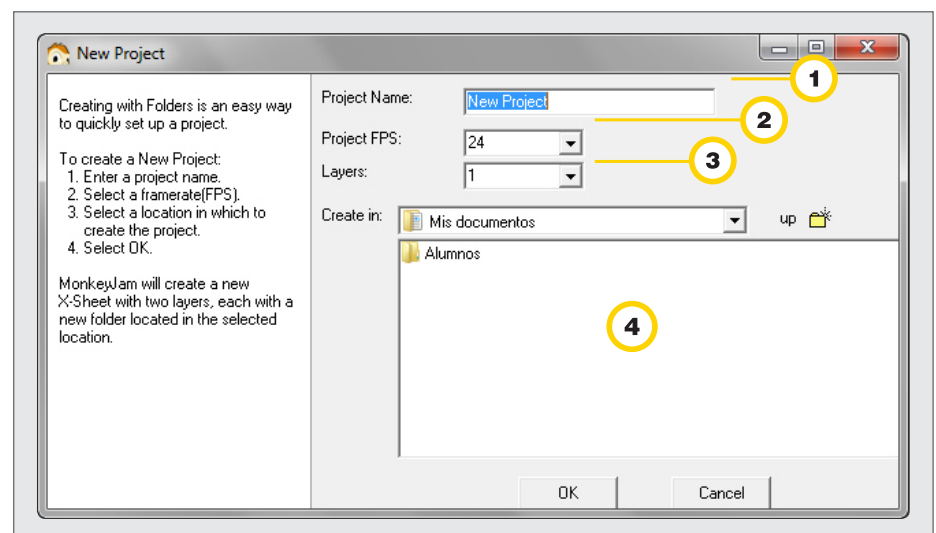 New Project
Creating with Folders is an easy way
to quickly set up a project.
To create a New Project:
1. Enter a project name.
2. Select a framerate(FPS).
3. Select a location in which to
create the project.
4. Select OK.
MonkeyJam will create a new
X-Sheet with two layers, each with a
new folder located in the selected
location.
Project Name: New Project
1
Project FPS: 24
2
Layers: 1
3
Create in: Mis documentos up
Alumnos
4
OK Cancel